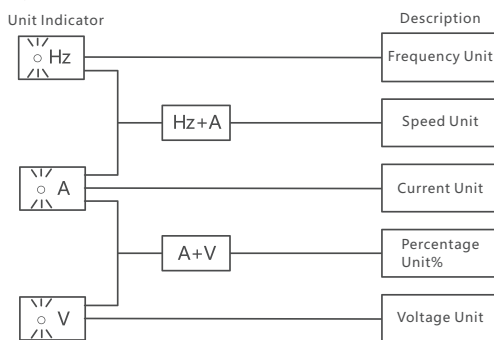 Unit Indicator
Description
Hz
Frequency Unit
Hz+A
Speed Unit
A
Current Unit
A+V
Percentage
Unit%
V
Voltage Unit